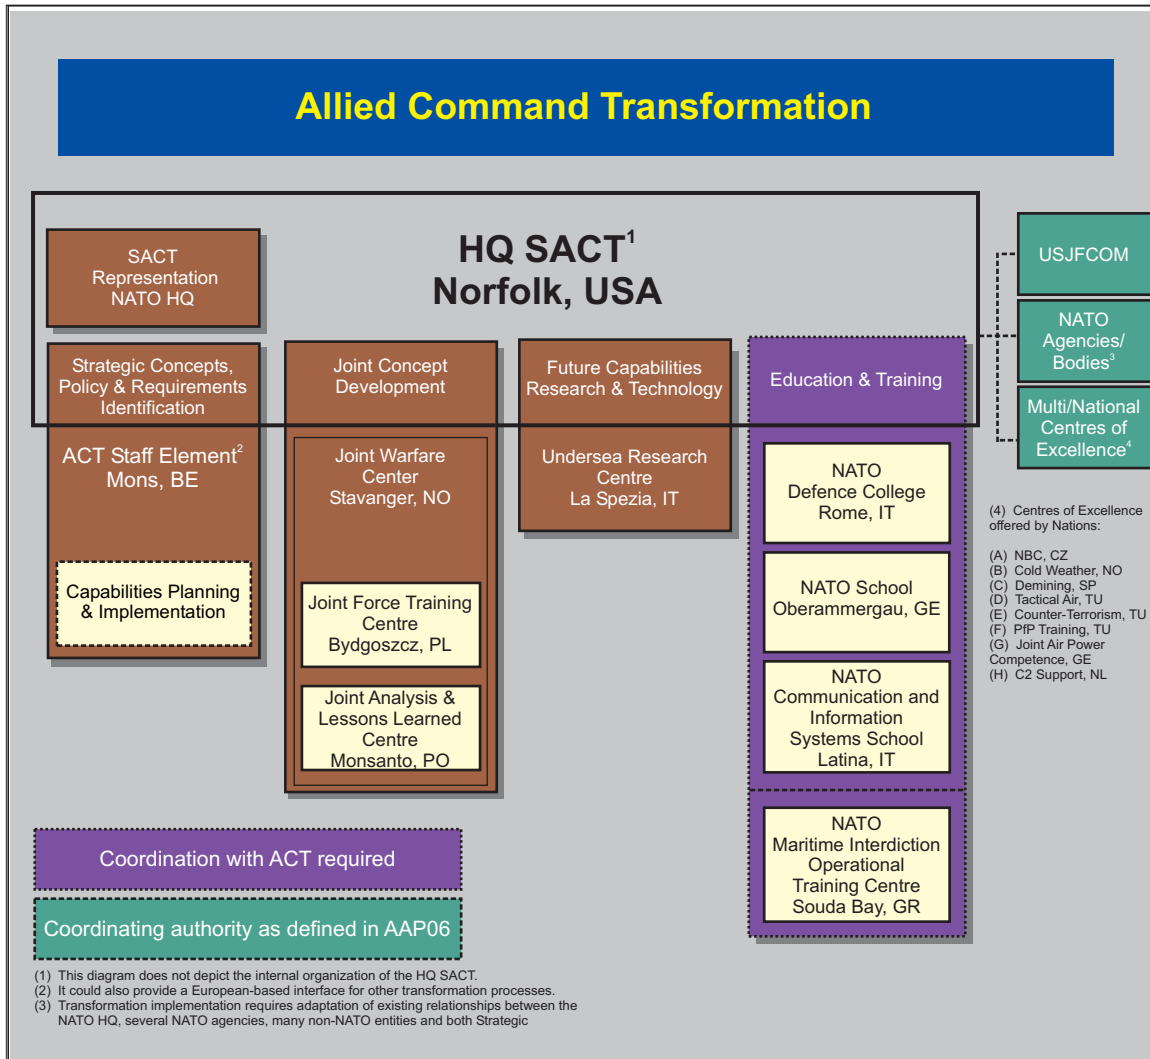 Allied Command Transformation
HQ SACT¹
Norfolk, USA
SACT
Representation
NATO HQ
Strategic Concepts,
Policy & Requirements
Identification
ACT Staff Element²
Mons, BE
Capabilities Planning
& Implementation
Joint Concept
Development
Joint Warfare
Center
Stavanger, NO
Joint Force Training
Centre
Bydgoszcz, PL
Joint Analysis &
Lessons Learned
Centre
Monsanto, PO
Future Capabilities
Research & Technology
Undersea Research
Centre
La Spezia, IT
Education & Training
NATO
Defence College
Rome, IT
NATO School
Oberammergau, GE
NATO
Communication and
Information
Systems School
Latina, IT
NATO
Maritime Interdiction
Operational
Training Centre
Souda Bay, GR
USJFCOM
NATO
Agencies/
Bodies³
Multi/National
Centres of
Excellence⁴
(4) Centres of Excellence
offered by Nations:
(A) NBC, CZ
(B) Cold Weather, NO
(C) Demining, SP
(D) Tactical Air, TU
(E) Counter-Terrorism, TU
(F) PfP Training, TU
(G) Joint Air Power
Competence, GE
(H) C2 Support, NL
Coordination with ACT required
Coordinating authority as defined in AAP06
(1) This diagram does not depict the internal organization of the HQ SACT.
(2) It could also provide a European-based interface for other transformation processes.
(3) Transformation implementation requires adaptation of existing relationships between the
NATO HQ, several NATO agencies, many non-NATO entities and both Strategic